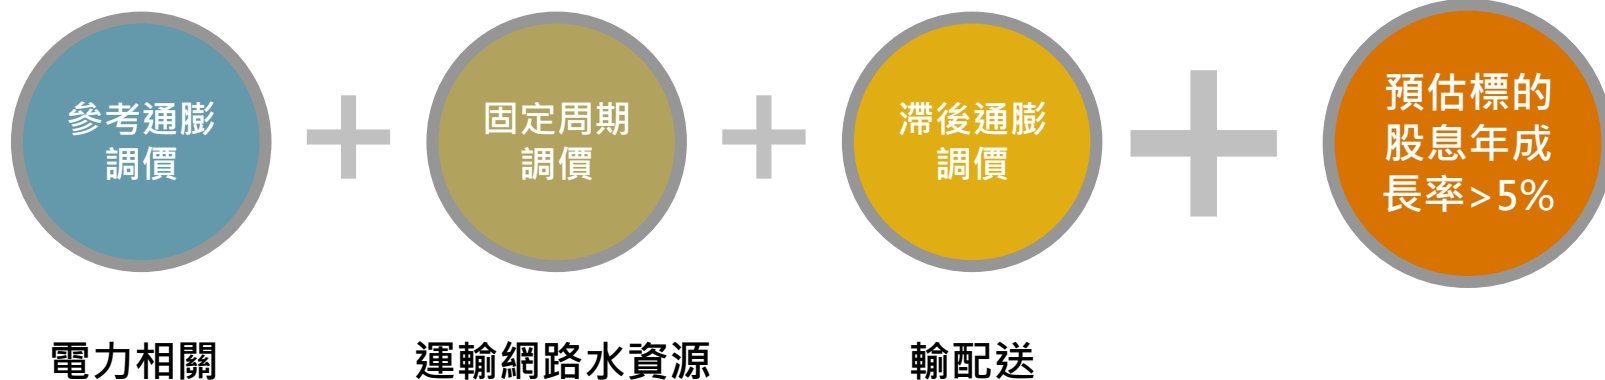 參考通膨
調價
固定周期
調價
滯後通膨
調價
預估標的
股息年成
長率>5%
電力相關
運輸網路水資源
輸配送